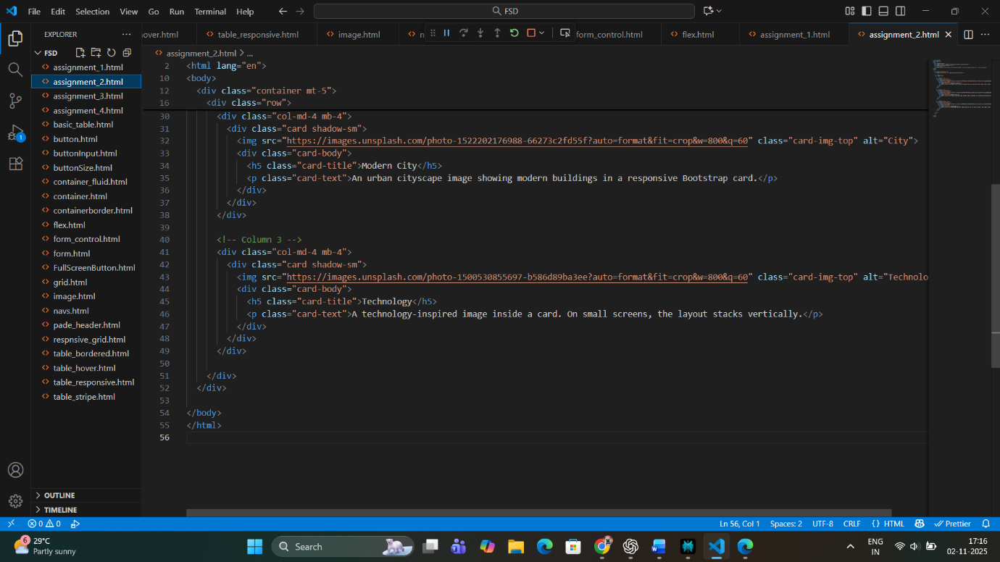 File Edit Selection View Go Run Terminal Help FSD
EXPLORER
hover.html table_responsive.html image.html form_control.html flex.html assignment_1.html assignment_2.html
FSD
assignment_2.html > ...
assignment_1.html
assignment_2.html
assignment_3.html
assignment_4.html
basic_table.html
button.html
buttonInput.html
buttonSize.html
container_fluid.html
container.html
containerborder.html
flex.html
form_control.html
form.html
FullScreenButton.html
grid.html
image.html
navs.html
pade_header.html
respnsive_grid.html
table_bordered.html
table_hover.html
table_responsive.html
table_stripe.html
OUTLINE
TIMELINE
1
2 <html lang="en">
10 <body>
12 <div class="container mt-5">
16 <div class="row">
30 <div class="col-md-4 mb-4">
31 <div class="card shadow-sm">
32 <img src="https://images.unsplash.com/photo-1522202176988-66273c2fd55f?auto=format&fit=crop&w=800&q=60" class="card-img-top" alt="City">
33 <div class="card-body">
34 <h5 class="card-title">Modern City</h5>
35 <p class="card-text">An urban cityscape image showing modern buildings in a responsive Bootstrap card.</p>
36 </div>
37 </div>
38 </div>
39
40 <!-- Column 3 -->
41 <div class="col-md-4 mb-4">
42 <div class="card shadow-sm">
43 <img src="https://images.unsplash.com/photo-1500530855697-b586d89ba3ee?auto=format&fit=crop&w=800&q=60" class="card-img-top" alt="Technolo
44 <div class="card-body">
45 <h5 class="card-title">Technology</h5>
46 <p class="card-text">A technology-inspired image inside a card. On small screens, the layout stacks vertically.</p>
47 </div>
48 </div>
49 </div>
50
51 </div>
52 </div>
53
54 </body>
55 </html>
56
0 0 Ln 56, Col 1 Spaces: 2 UTF-8 CRLF {} HTML Prettier
6 29°C
Partly sunny
Search
ENG
IN
17:16
02-11-2025